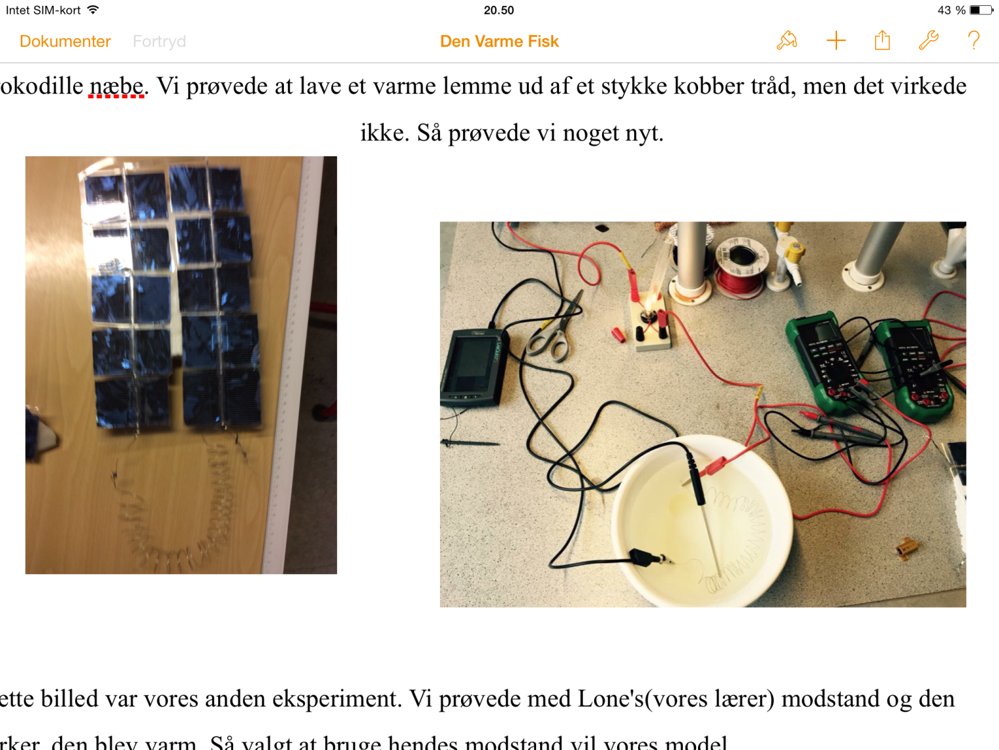 Intet SIM-kort 20.50 43 %
Dokumenter Fortryd Den Varme Fisk ?
okodille næbe. Vi prøvede at lave et varme lemme ud af et stykke kobber tråd, men det virkede
ikke. Så prøvede vi noget nyt.
ette billed var vores anden eksperiment. Vi prøvede med Lone's(vores lærer) modstand og den
rker, den blev varm. Så valgt at bruge hendes modstand vil vores model